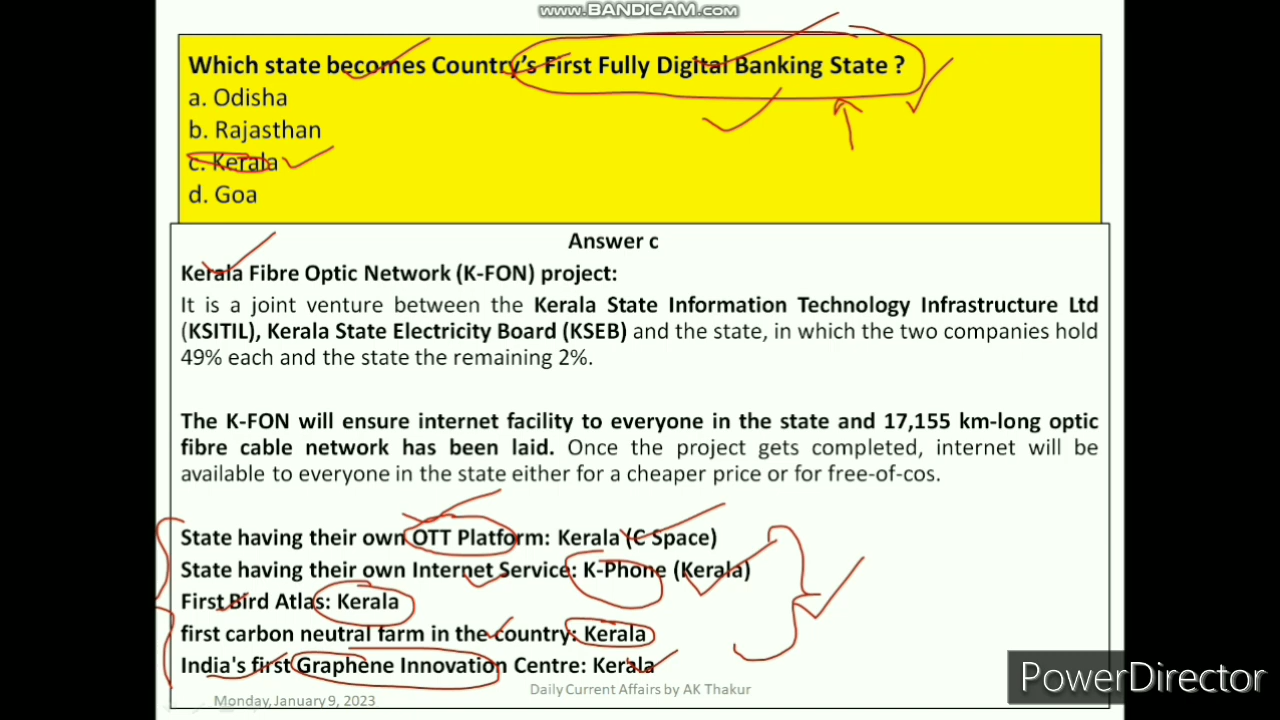 www.BANDICAM.com
Which state becomes Country's First Fully Digital Banking State ?
a. Odisha
b. Rajasthan
c. Kerala
d. Goa
Answer c
Kerala Fibre Optic Network (K-FON) project:
It is a joint venture between the Kerala State Information Technology Infrastructure Ltd
(KSITIL), Kerala State Electricity Board (KSEB) and the state, in which the two companies hold
49% each and the state the remaining 2%.
The K-FON will ensure internet facility to everyone in the state and 17,155 km-long optic
fibre cable network has been laid. Once the project gets completed, internet will be
available to everyone in the state either for a cheaper price or for free-of-cos.
State having their own OTT Platform: Kerala (C Space)
State having their own Internet Service: K-Phone (Kerala)
First Bird Atlas: Kerala
first carbon neutral farm in the country: Kerala
India's first Graphene Innovation Centre: Kerala
Daily Current Affairs by AK Thakur
Monday, January 9, 2023
PowerDirector